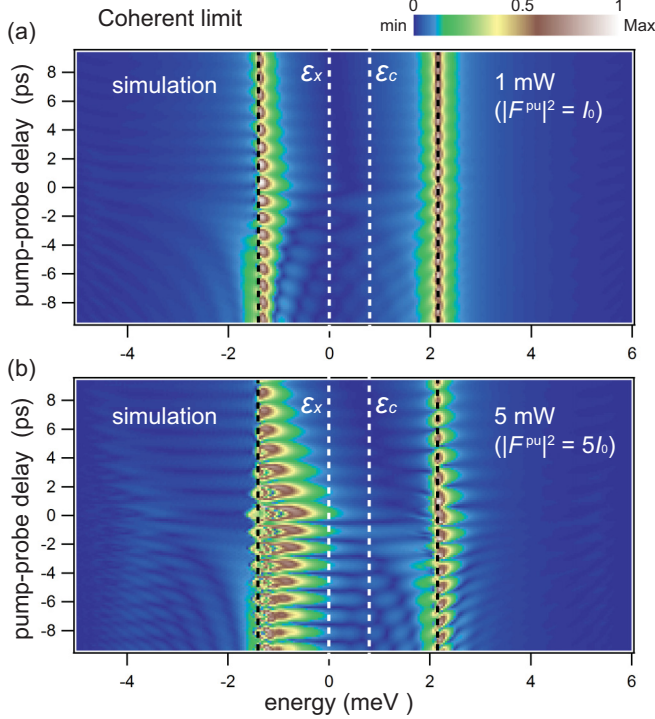 Coherent limit
min 0 0.5 1 Max
(a)
simulation
εx
εc
1 mW
(|F^pu|^2 = I0)
pump-probe delay (ps)
8
6
4
2
0
-2
-4
-6
-8
-4 -2 0 2 4 6
(b)
simulation
εx
εc
5 mW
(|F^pu|^2 = 5I0)
pump-probe delay (ps)
8
6
4
2
0
-2
-4
-6
-8
-4 -2 0 2 4 6
energy (meV)